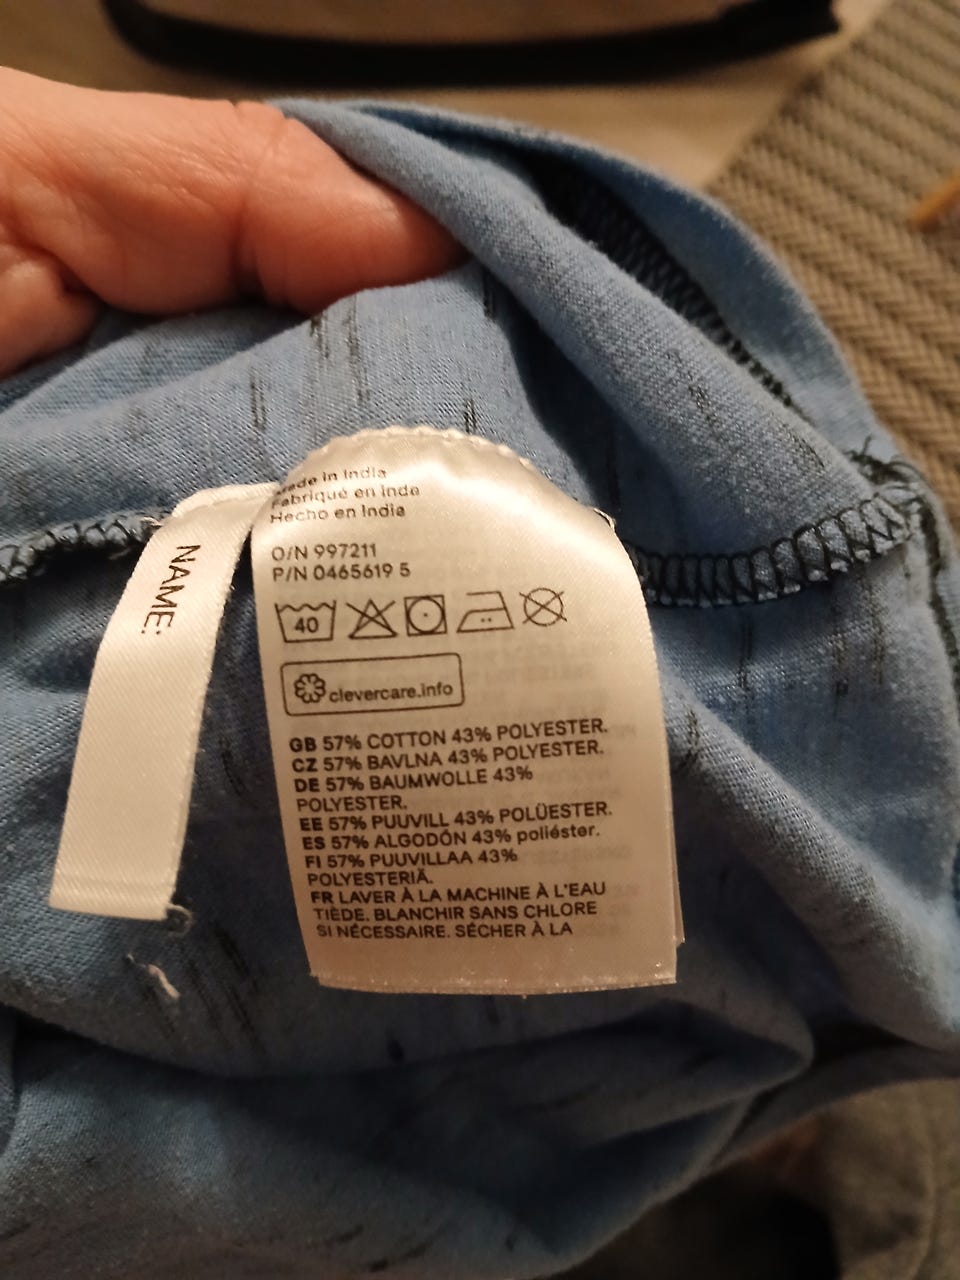 Made in India
Fabriqué en Inde
Hecho en India
O/N 997211
P/N 0465619 5
40
clevercare.info
GB 57% COTTON 43% POLYESTER.
CZ 57% BAVLNA 43% POLYESTER.
DE 57% BAUMWOLLE 43%
POLYESTER.
EE 57% PUUVILL 43% POLÜESTER.
ES 57% ALGODÓN 43% poliéster.
FI 57% PUUVILLAA 43%
POLYESTERIÄ.
FR LAVER À LA MACHINE À L'EAU
TIÈDE. BLANCHIR SANS CHLORE
SI NÉCESSAIRE. SÉCHER À LA
NAME: